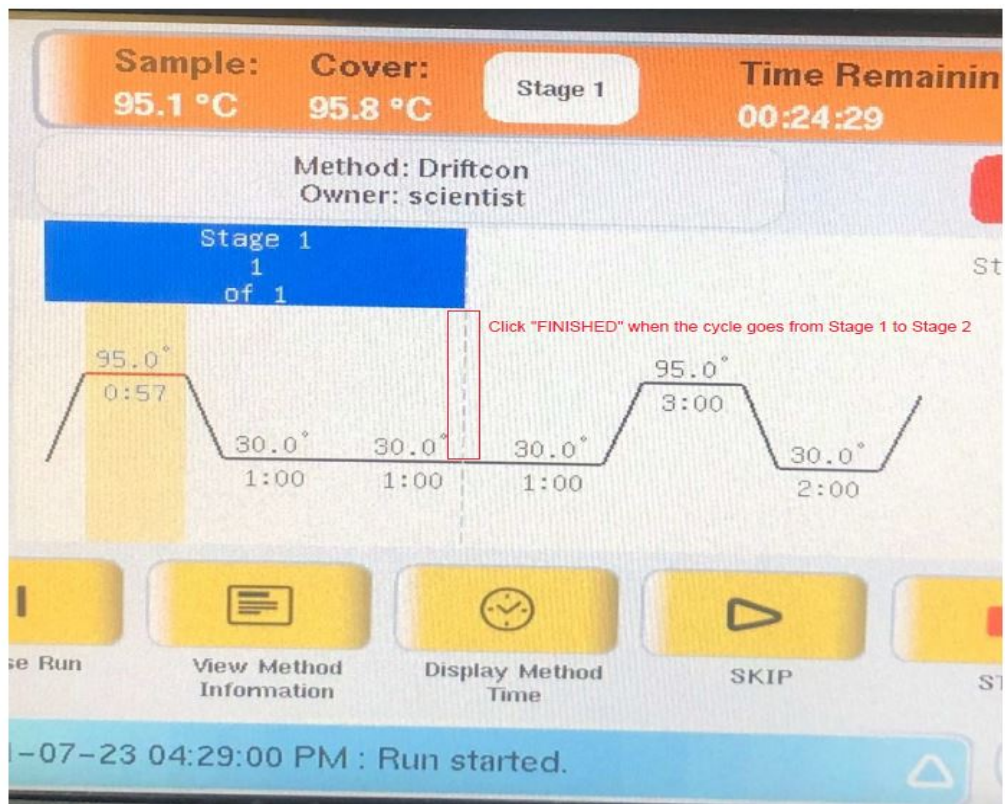 Sample: Cover: Stage 1 Time Remainin
95.1 °C 95.8 °C 00:24:29
Method: Driftcon
Owner: scientist
Stage 1
1
of 1
St
Click "FINISHED" when the cycle goes from Stage 1 to Stage 2
95.0° 95.0°
0:57 3:00
30.0° 30.0° 30.0° 30.0°
1:00 1:00 1:00 2:00
se Run View Method Information Display Method Time SKIP ST
-07-23 04:29:00 PM : Run started.